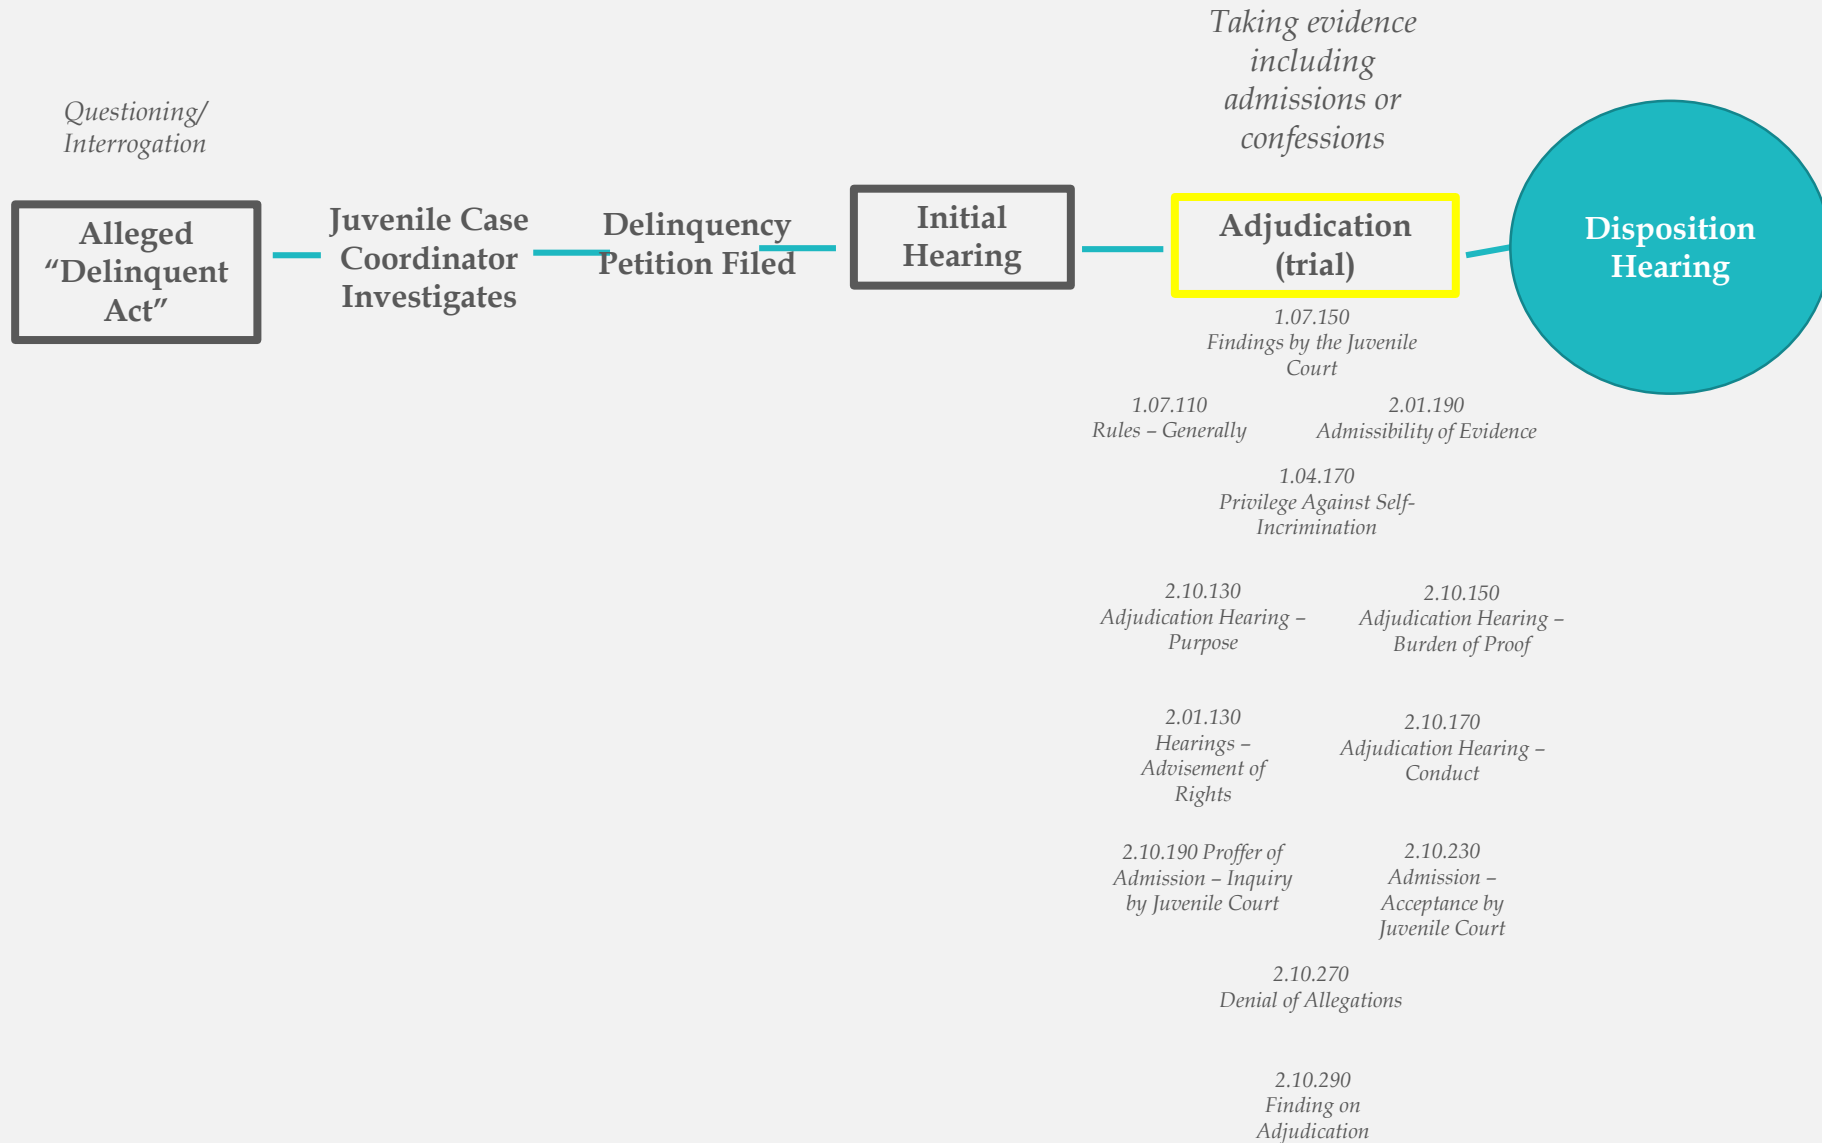 Questioning/
Interrogation
Alleged
“Delinquent
Act”
Juvenile Case
Coordinator
Investigates
Delinquency
Petition Filed
Initial
Hearing
Taking evidence
including
admissions or
confessions
Adjudication
(trial)
Disposition
Hearing
1.07.150
Findings by the Juvenile
Court
1.07.110
Rules – Generally
2.01.190
Admissibility of Evidence
1.04.170
Privilege Against Self-
Incrimination
2.10.130
Adjudication Hearing –
Purpose
2.10.150
Adjudication Hearing –
Burden of Proof
2.01.130
Hearings –
Advisement of
Rights
2.10.170
Adjudication Hearing –
Conduct
2.10.190 Proffer of
Admission – Inquiry
by Juvenile Court
2.10.230
Admission –
Acceptance by
Juvenile Court
2.10.270
Denial of Allegations
2.10.290
Finding on
Adjudication